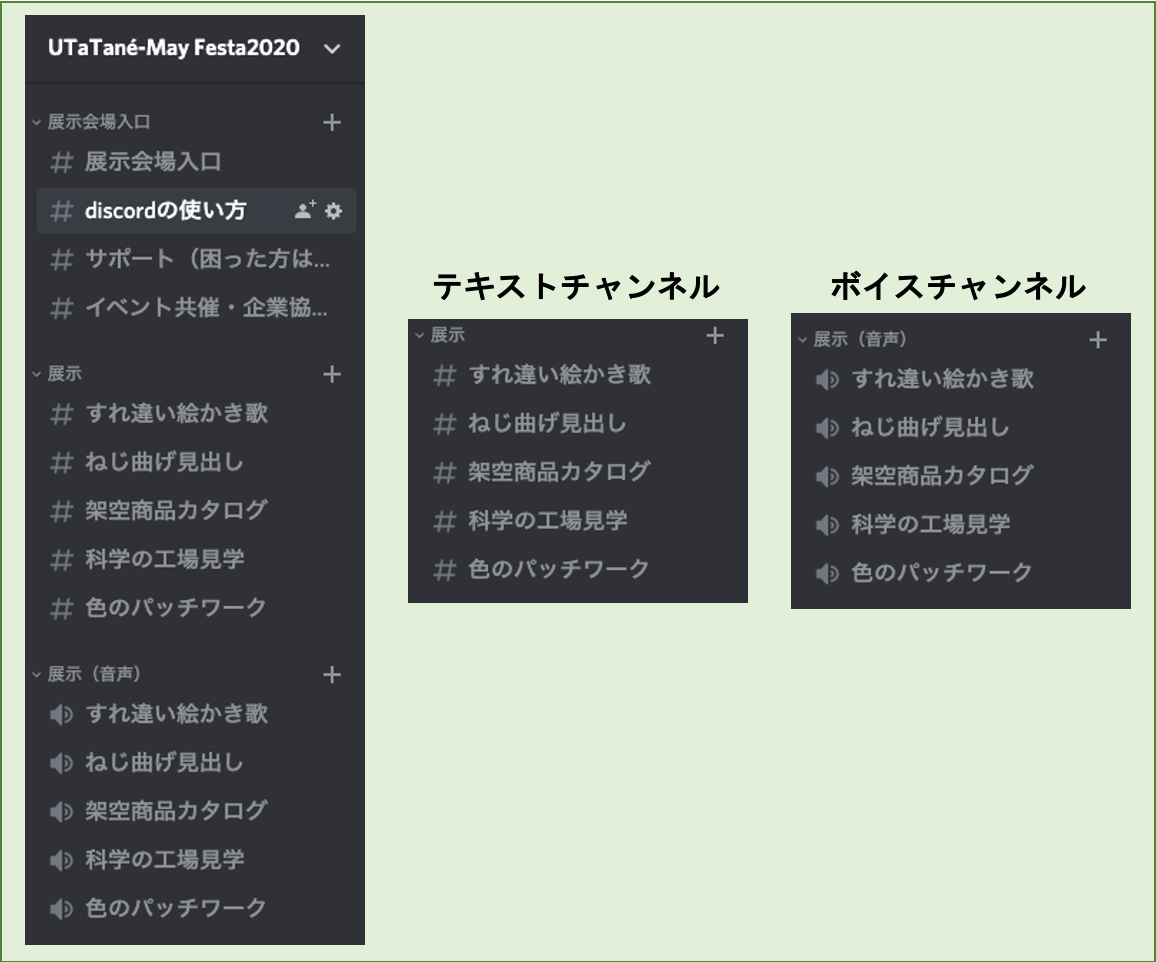 UTaTané-May Festa2020
展示会場入口
# 展示会場入口
# discordの使い方
# サポート（困った方は...
# イベント共催・企業協...
展示
# すれ違い絵かき歌
# ねじ曲げ見出し
# 架空商品カタログ
# 科学の工場見学
# 色のパッチワーク
展示（音声）
すれ違い絵かき歌
ねじ曲げ見出し
架空商品カタログ
科学の工場見学
色のパッチワーク
テキストチャンネル
展示
# すれ違い絵かき歌
# ねじ曲げ見出し
# 架空商品カタログ
# 科学の工場見学
# 色のパッチワーク
ボイスチャンネル
展示（音声）
すれ違い絵かき歌
ねじ曲げ見出し
架空商品カタログ
科学の工場見学
色のパッチワーク